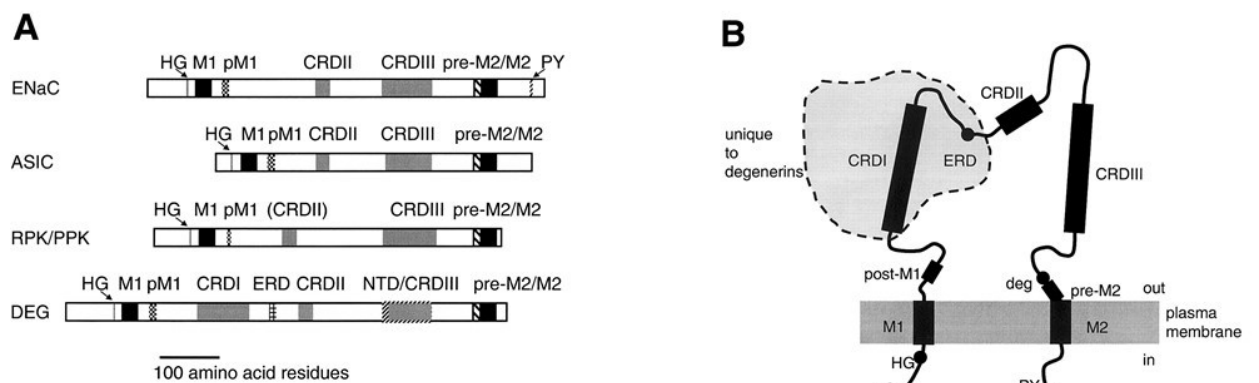 A
HG M1 pM1 CRDII CRDIII pre-M2/M2 PY
ENaC
HG M1 pM1 CRDII CRDIII pre-M2/M2
ASIC
HG M1 pM1 (CRDII) CRDIII pre-M2/M2
RPK/PPK
HG M1 pM1 CRDI ERD CRDII NTD/CRDIII pre-M2/M2
DEG
100 amino acid residues
B
CRDII
unique
to
degenerins
CRDI
ERD
CRDIII
post-M1
deg
pre-M2
out
plasma
membrane
M1
M2
in
HG
PY